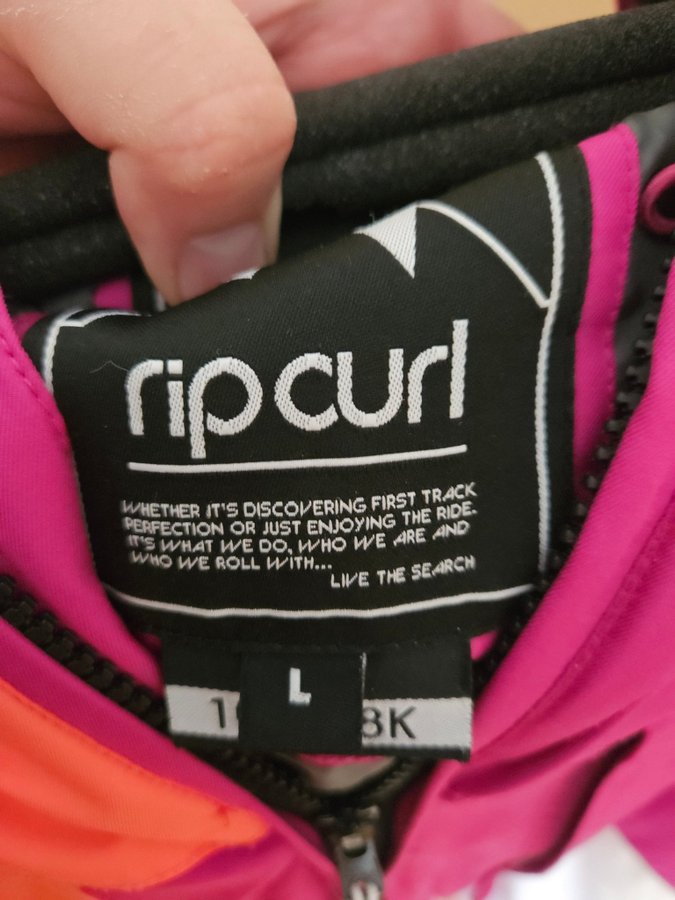 rip curl
WHETHER IT'S DISCOVERING FIRST TRACK
PERFECTION OR JUST ENJOYING THE RIDE.
IT'S WHAT WE DO, WHO WE ARE AND
WHO WE ROLL WITH...
LIVE THE SEARCH
L
8K